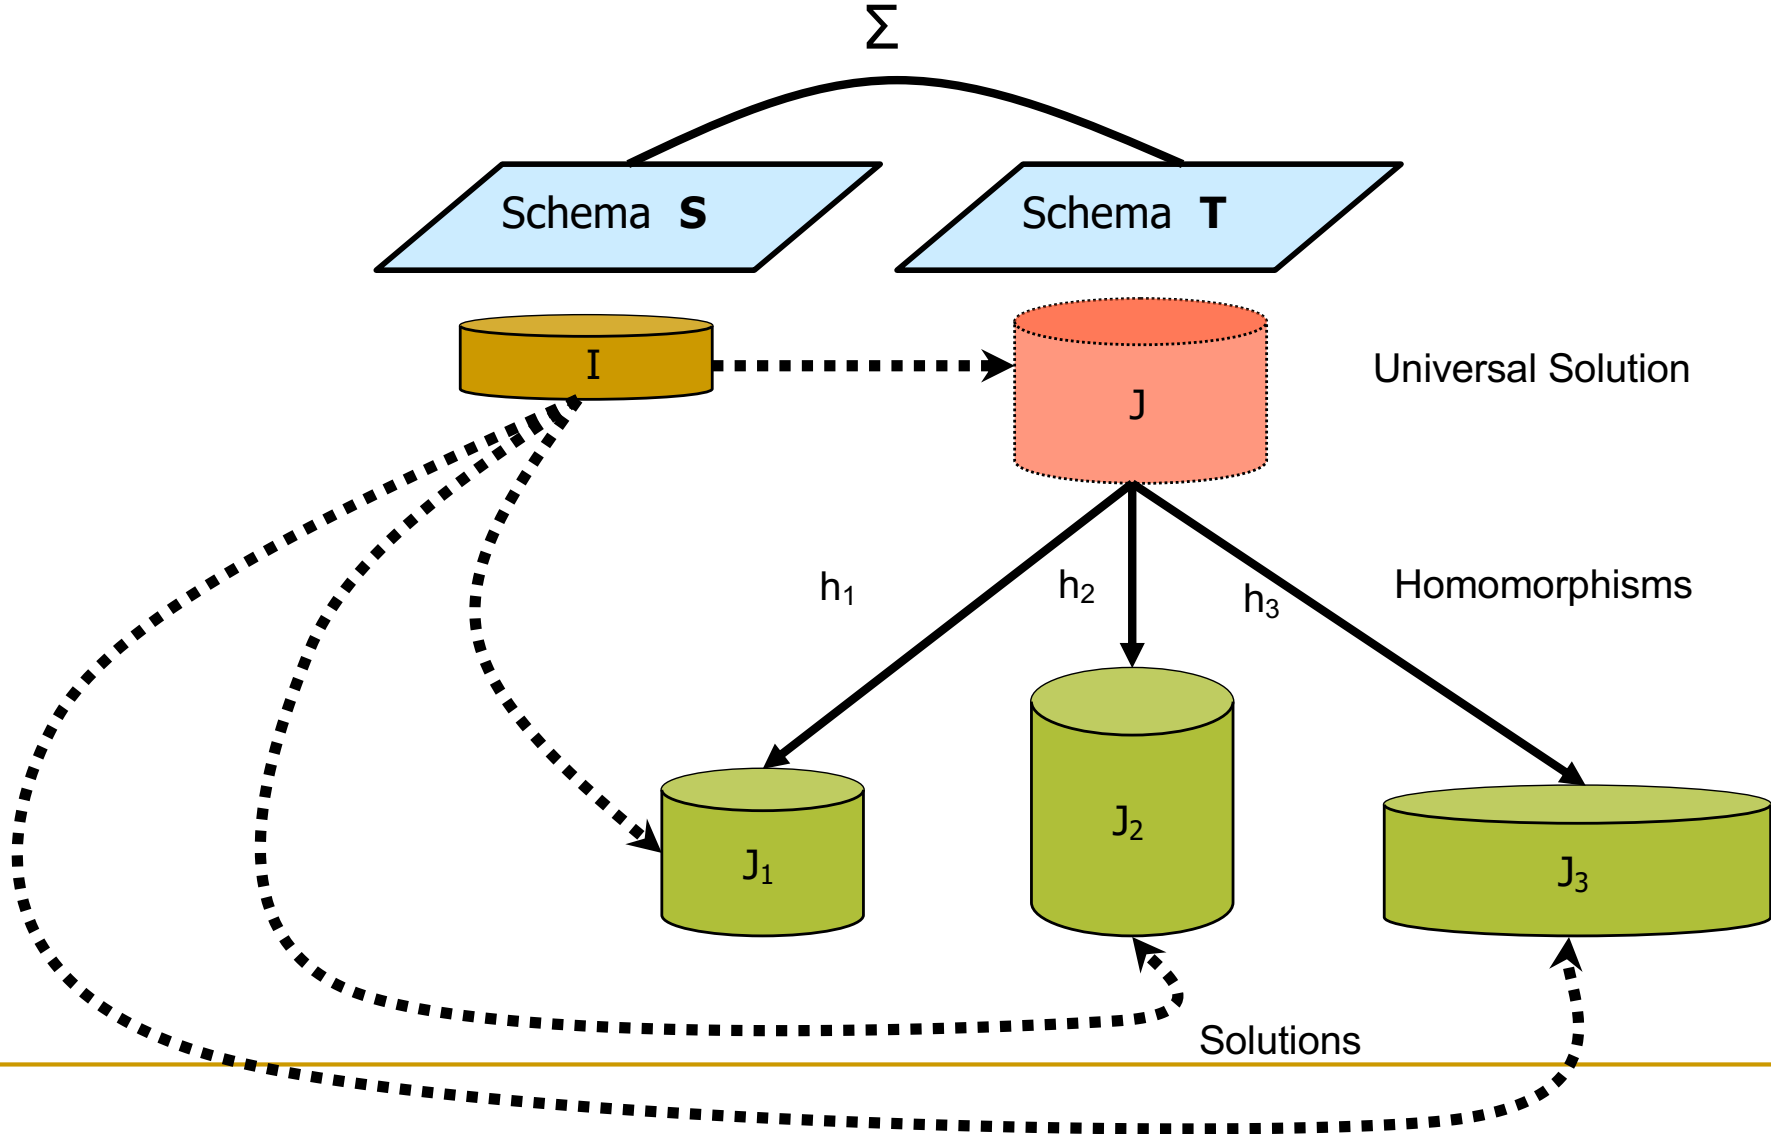 Σ
Schema S
Schema T
I
J
Universal Solution
h₁
h₂
h₃
Homomorphisms
J₁
J₂
J₃
Solutions